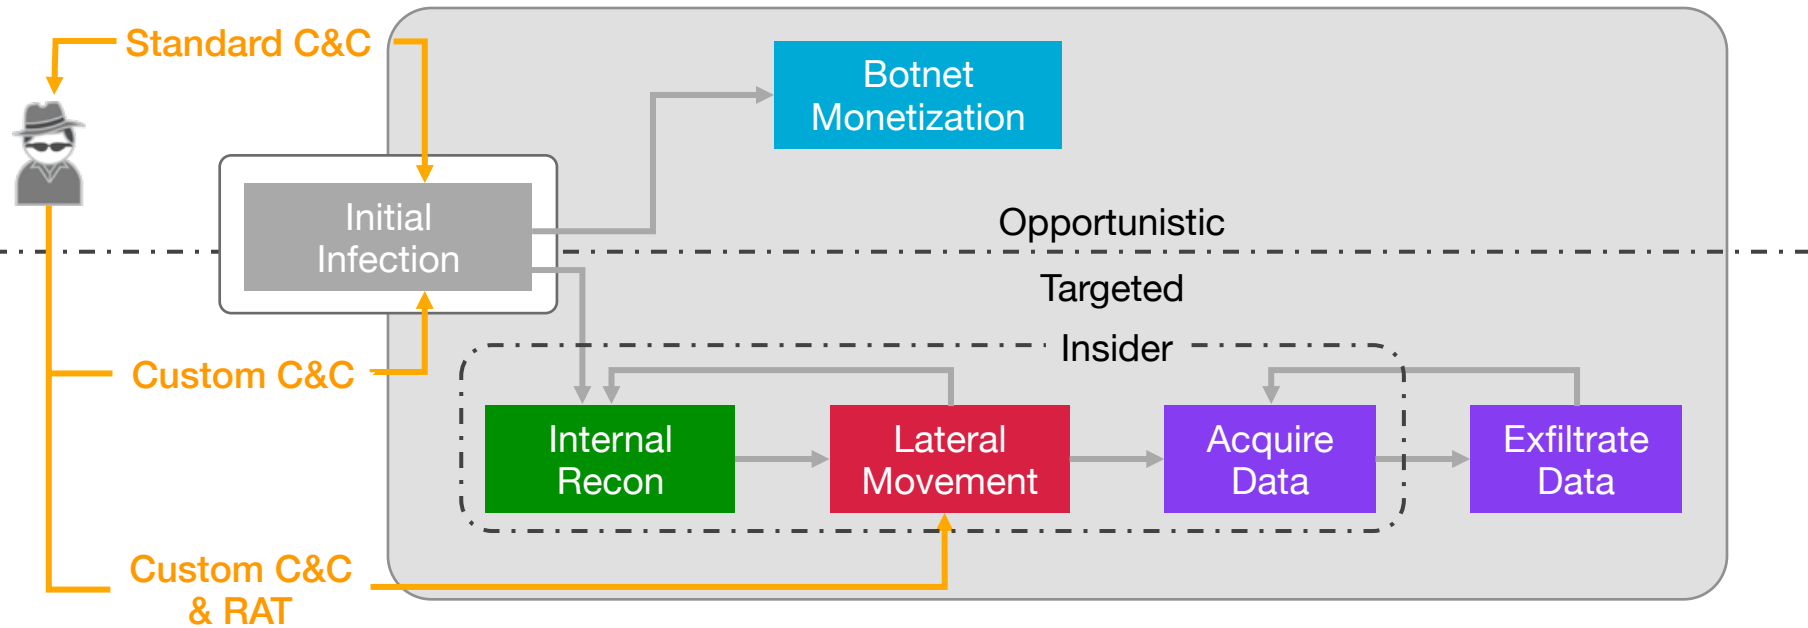 Standard C&C
Botnet
Monetization
Initial
Infection
Opportunistic
Targeted
Insider
Custom C&C
Internal
Recon
Lateral
Movement
Acquire
Data
Exfiltrate
Data
Custom C&C
& RAT